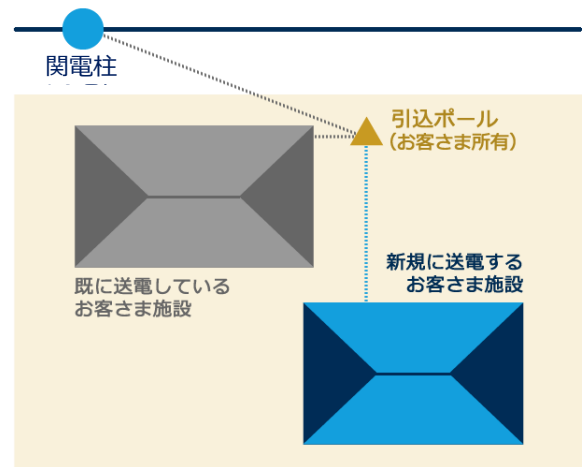 関電柱
引込ポール
(お客さま所有)
新規に送電する
お客さま施設
既に送電している
お客さま施設